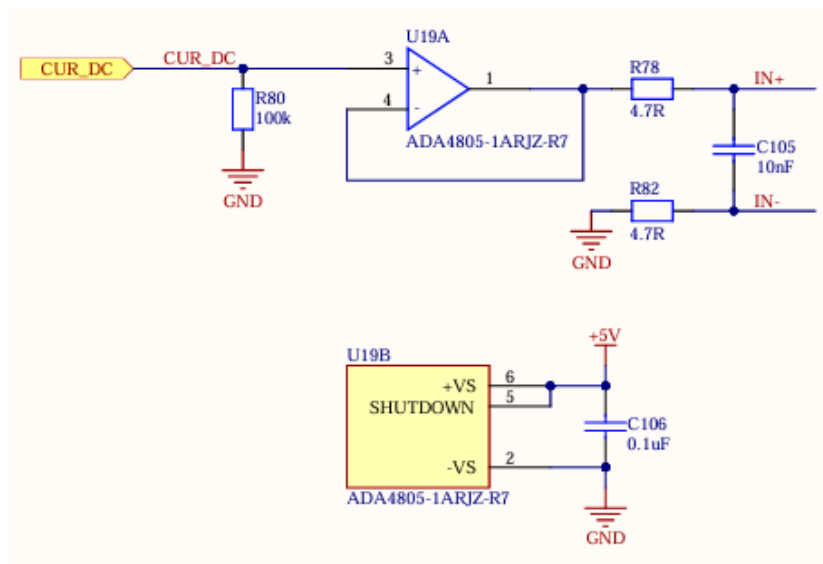 U19A
CUR_DC
CUR_DC
3
+
1
4
-
R80
100k
ADA4805-1ARJZ-R7
GND
R78
4.7R
IN+
C105
10nF
R82
4.7R
IN-
GND
+5V
U19B
+VS
6
SHUTDOWN
5
C106
0.1uF
-VS
2
ADA4805-1ARJZ-R7
GND